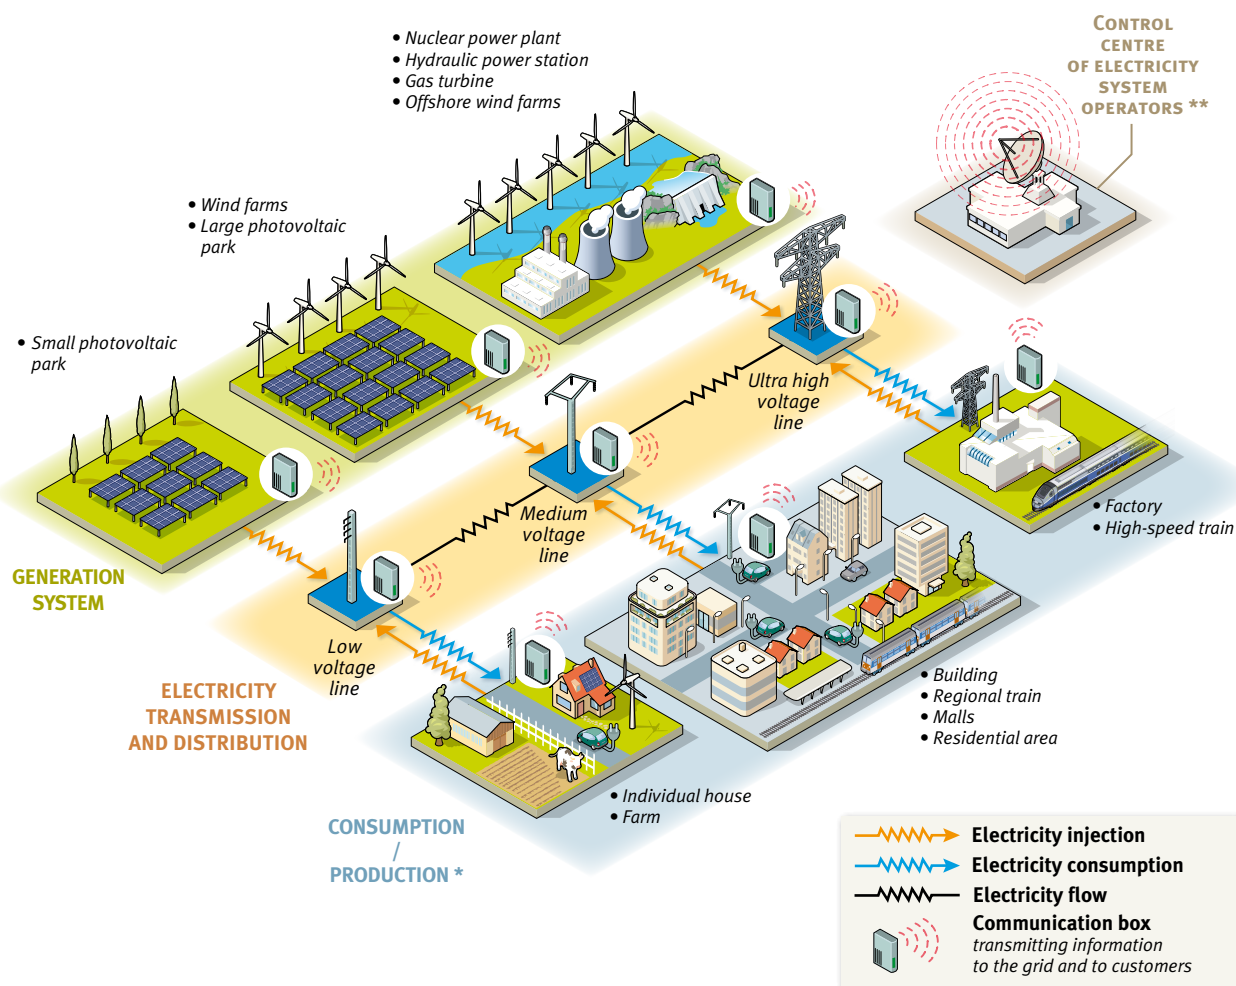 • Nuclear power plant
• Hydraulic power station
• Gas turbine
• Offshore wind farms
CONTROL
CENTRE
OF ELECTRICITY
SYSTEM
OPERATORS **
• Wind farms
• Large photovoltaic
park
• Small photovoltaic
park
Ultra high
voltage
line
Medium
voltage
line
Low
voltage
line
• Factory
• High-speed train
GENERATION
SYSTEM
ELECTRICITY
TRANSMISSION
AND DISTRIBUTION
• Building
• Regional train
• Malls
• Residential area
• Individual house
• Farm
CONSUMPTION
/
PRODUCTION *
Electricity injection
Electricity consumption
Electricity flow
Communication box
transmitting information
to the grid and to customers